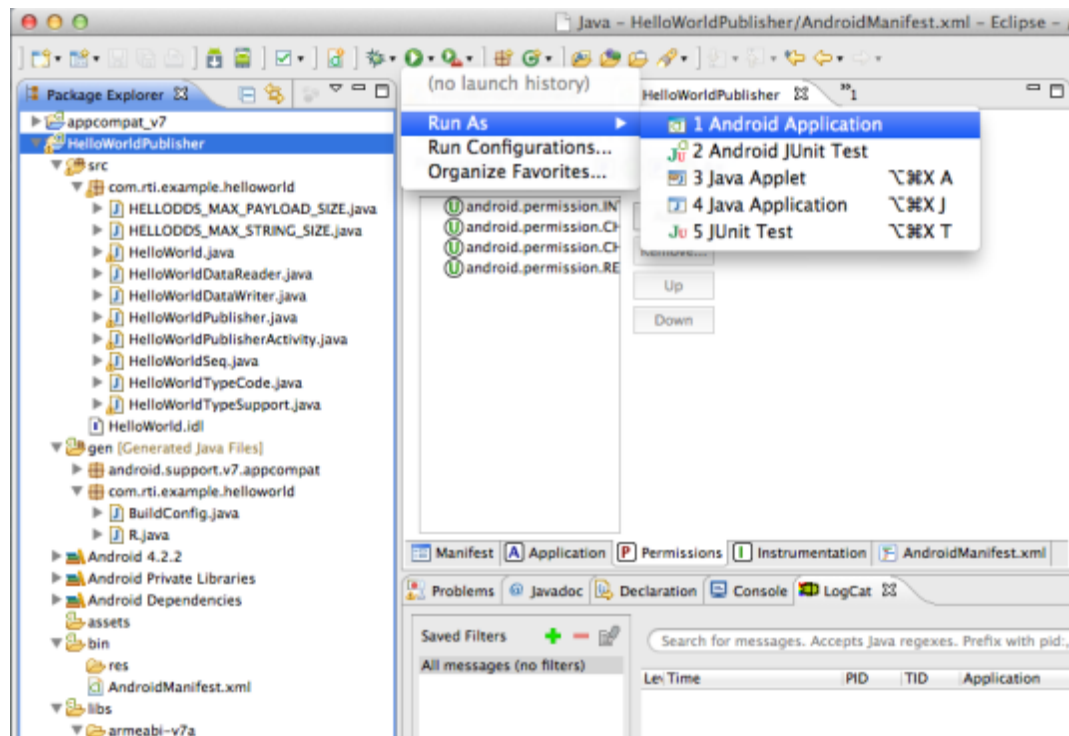 Java – HelloWorldPublisher/AndroidManifest.xml – Eclipse –
Package Explorer
appcompat_v7
HelloWorldPublisher
src
com.rti.example.helloworld
HELLODDS_MAX_PAYLOAD_SIZE.java
HELLODDS_MAX_STRING_SIZE.java
HelloWorld.java
HelloWorldDataReader.java
HelloWorldDataWriter.java
HelloWorldPublisher.java
HelloWorldPublisherActivity.java
HelloWorldSeq.java
HelloWorldTypeCode.java
HelloWorldTypeSupport.java
HelloWorld.idl
gen [Generated Java Files]
android.support.v7.appcompat
com.rti.example.helloworld
BuildConfig.java
R.java
Android 4.2.2
Android Private Libraries
Android Dependencies
assets
bin
res
AndroidManifest.xml
libs
armeabi-v7a
(no launch history)
Run As
Run Configurations...
Organize Favorites...
HelloWorldPublisher »1
1 Android Application
2 Android JUnit Test
3 Java Applet ⌥⌘X A
4 Java Application ⌥⌘X J
5 JUnit Test ⌥⌘X T
U android.permission.IN
U android.permission.CH
U android.permission.CH
U android.permission.RE
Remove...
Up
Down
Manifest A Application P Permissions I Instrumentation AndroidManifest.xml
Problems @ Javadoc Declaration Console LogCat
Saved Filters
All messages (no filters)
Search for messages. Accepts Java regexes. Prefix with pid:,
Lev Time PID TID Application